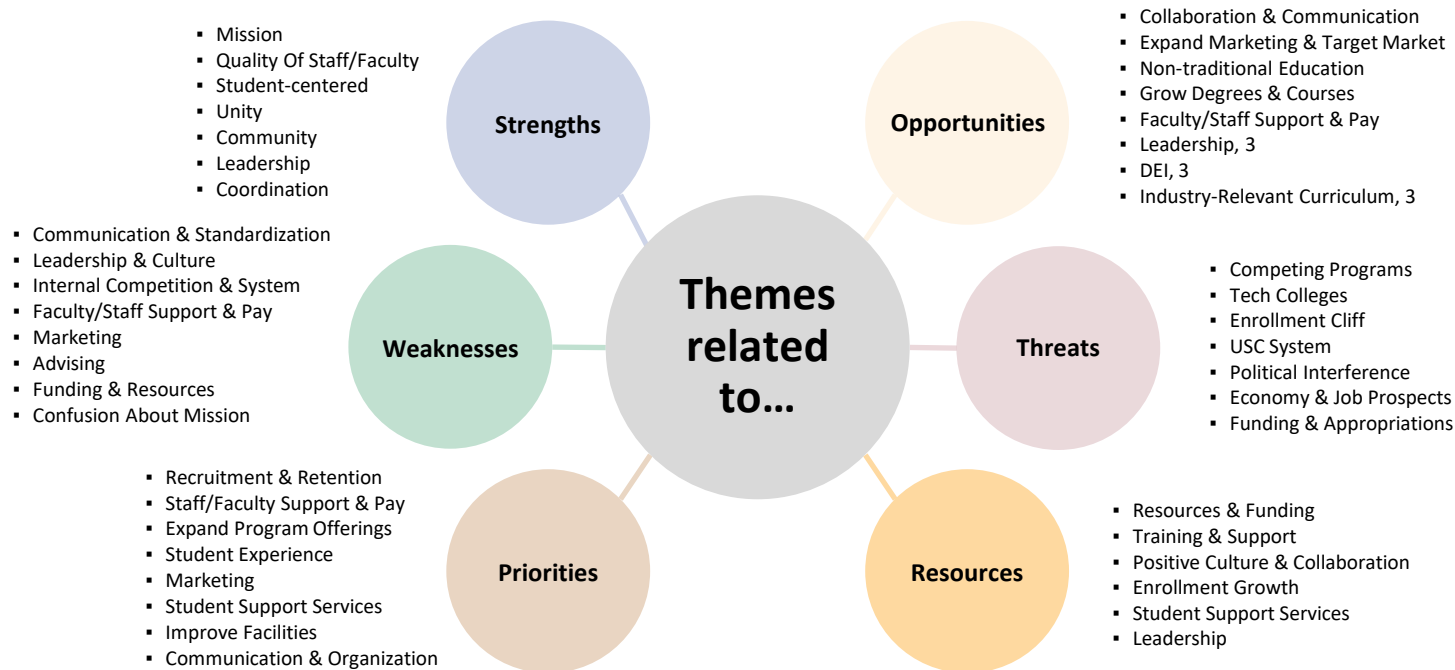 Themes
related
to…
Strengths
▪ Mission
▪ Quality Of Staff/Faculty
▪ Student-centered
▪ Unity
▪ Community
▪ Leadership
▪ Coordination
Weaknesses
▪ Communication & Standardization
▪ Leadership & Culture
▪ Internal Competition & System
▪ Faculty/Staff Support & Pay
▪ Marketing
▪ Advising
▪ Funding & Resources
▪ Confusion About Mission
Priorities
▪ Recruitment & Retention
▪ Staff/Faculty Support & Pay
▪ Expand Program Offerings
▪ Student Experience
▪ Marketing
▪ Student Support Services
▪ Improve Facilities
▪ Communication & Organization
Opportunities
▪ Collaboration & Communication
▪ Expand Marketing & Target Market
▪ Non-traditional Education
▪ Grow Degrees & Courses
▪ Faculty/Staff Support & Pay
▪ Leadership, 3
▪ DEI, 3
▪ Industry-Relevant Curriculum, 3
Threats
▪ Competing Programs
▪ Tech Colleges
▪ Enrollment Cliff
▪ USC System
▪ Political Interference
▪ Economy & Job Prospects
▪ Funding & Appropriations
Resources
▪ Resources & Funding
▪ Training & Support
▪ Positive Culture & Collaboration
▪ Enrollment Growth
▪ Student Support Services
▪ Leadership